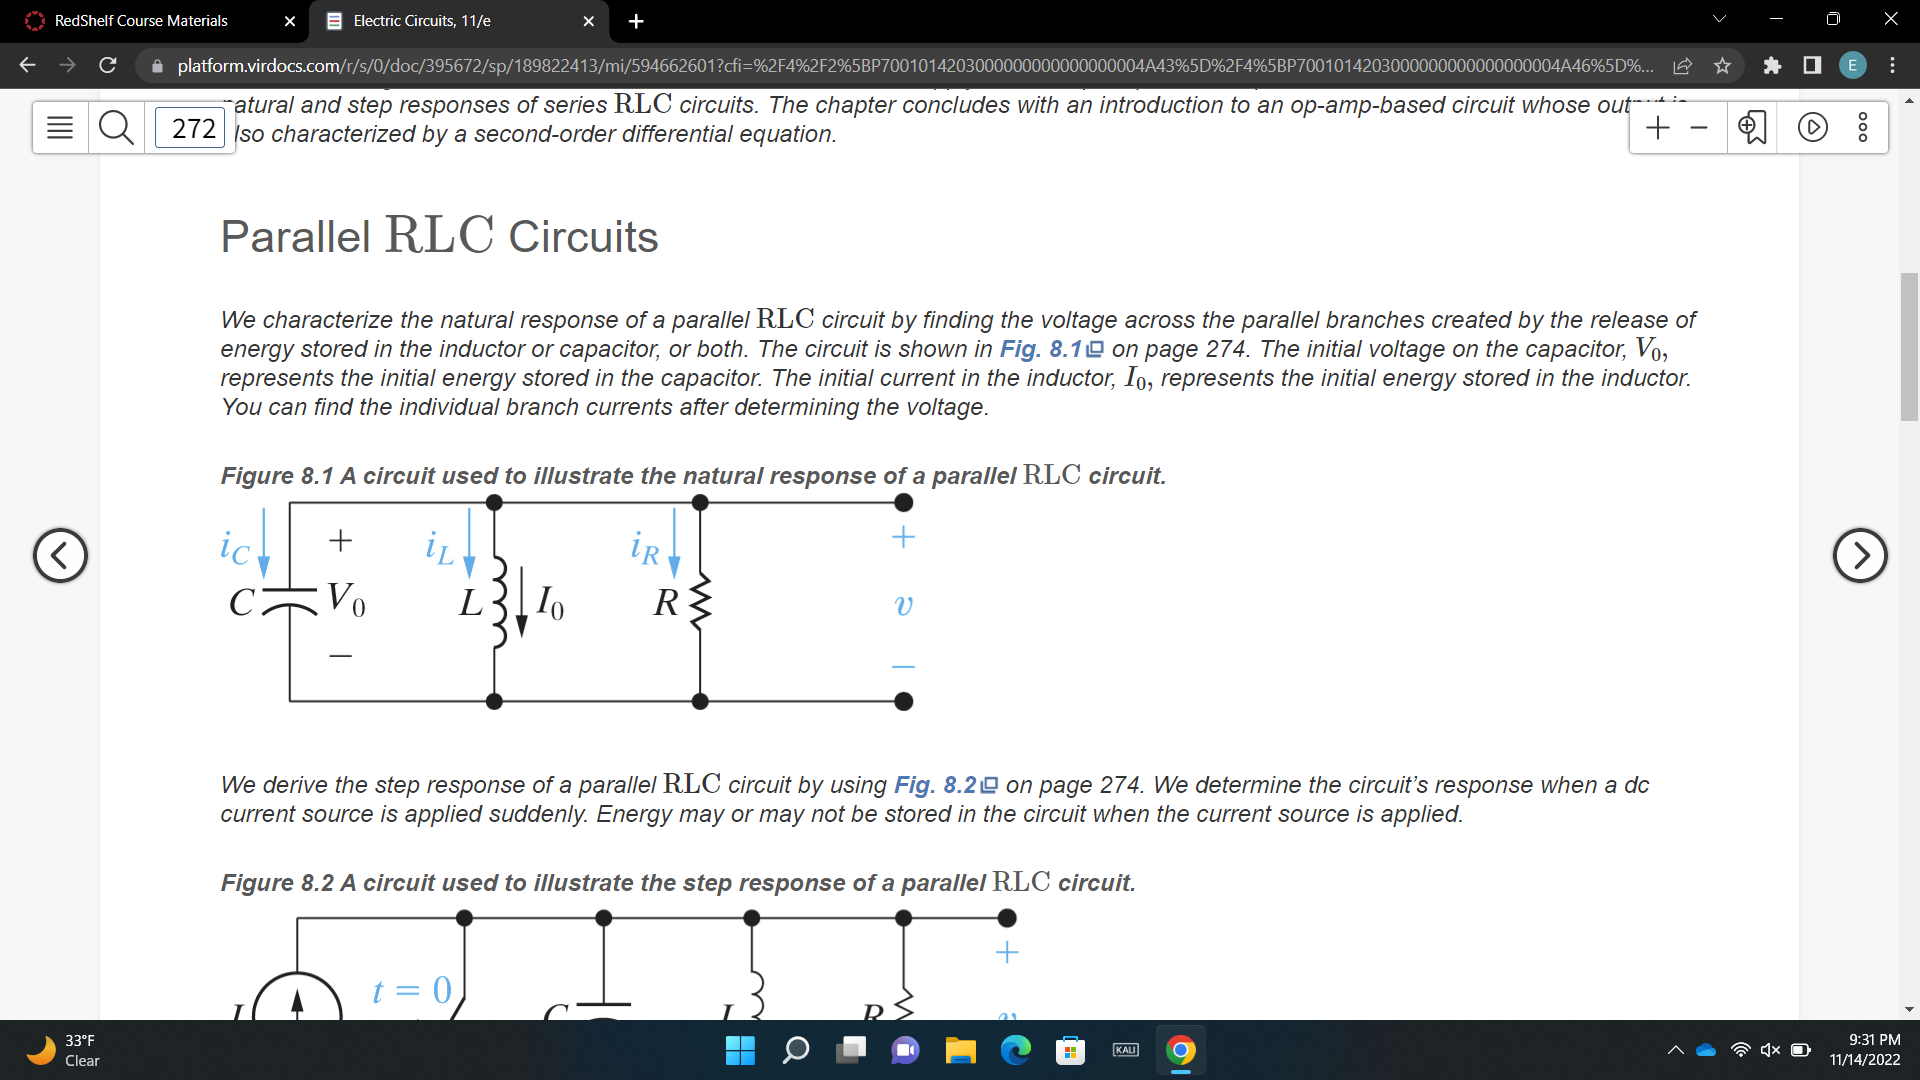 RedShelf Course Materials
Electric Circuits, 11/e
platform.virdocs.com/r/s/0/doc/395672/sp/189822413/mi/594662601?cfi=%2F4%2F2%5BP7001014203000000000000000004A43%5D%2F4%5BP7001014203000000000000000004A46%5D%...
E
natural and step responses of series RLC circuits. The chapter concludes with an introduction to an op-amp-based circuit whose output is
272
lso characterized by a second-order differential equation.
Parallel RLC Circuits
We characterize the natural response of a parallel RLC circuit by finding the voltage across the parallel branches created by the release of
energy stored in the inductor or capacitor, or both. The circuit is shown in Fig. 8.1 on page 274. The initial voltage on the capacitor, V₀,
represents the initial energy stored in the capacitor. The initial current in the inductor, I₀, represents the initial energy stored in the inductor.
You can find the individual branch currents after determining the voltage.
Figure 8.1 A circuit used to illustrate the natural response of a parallel RLC circuit.
i_C + i_L i_R +
C V₀ L I₀ R v
− −
We derive the step response of a parallel RLC circuit by using Fig. 8.2 on page 274. We determine the circuit's response when a dc
current source is applied suddenly. Energy may or may not be stored in the circuit when the current source is applied.
Figure 8.2 A circuit used to illustrate the step response of a parallel RLC circuit.
+
t = 0
I C L R v
33°F
Clear
KALI
9:31 PM
11/14/2022